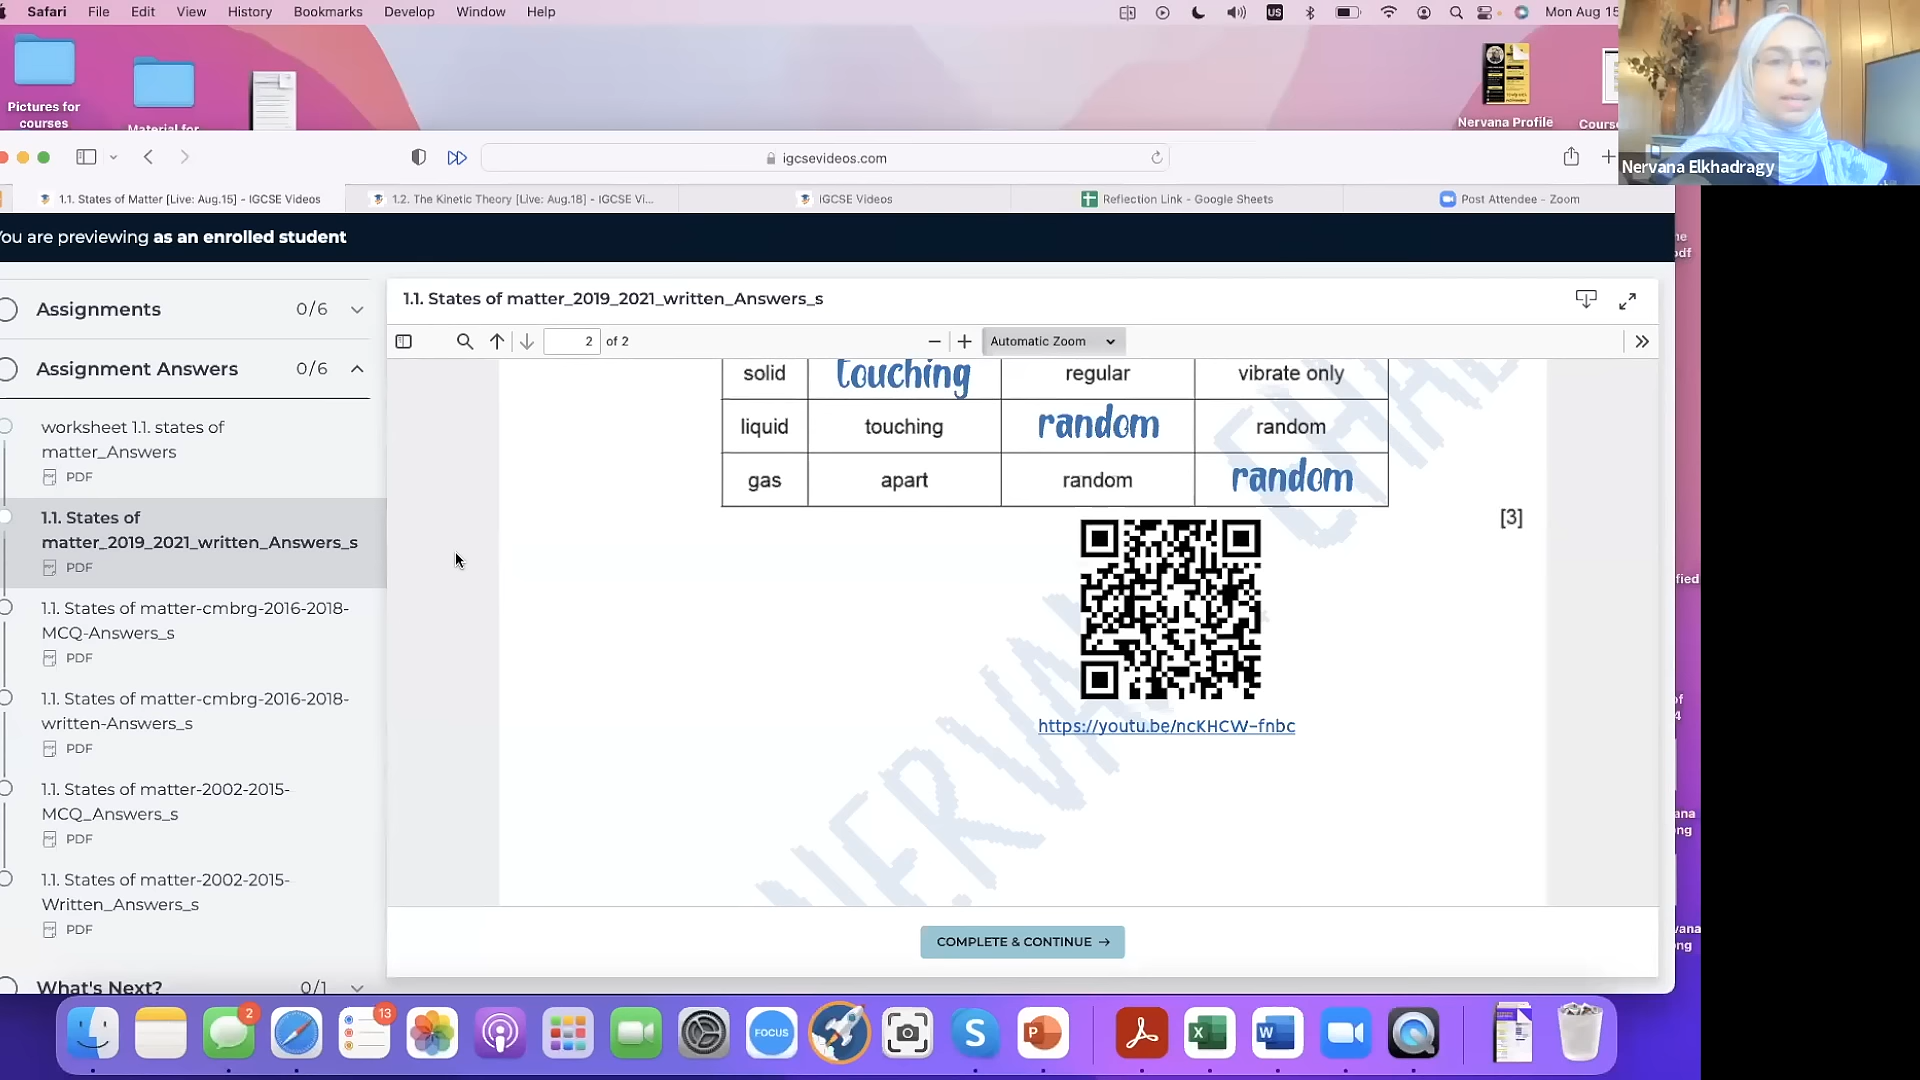 Safari File Edit View History Bookmarks Develop Window Help
US
Mon Aug 15
Pictures for
courses
Nervana Profile
Nervana Elkhadragy
igcsevideos.com
1.1. States of Matter [Live: Aug.15] - IGCSE Videos
1.2. The Kinetic Theory [Live: Aug.18] - IGCSE Vi...
IGCSE Videos
Reflection Link - Google Sheets
Post Attendee - Zoom
You are previewing as an enrolled student
Assignments 0/6
Assignment Answers 0/6
worksheet 1.1. states of
matter_Answers
PDF
1.1. States of
matter_2019_2021_written_Answers_s
PDF
1.1. States of matter-cmbrg-2016-2018-
MCQ-Answers_s
PDF
1.1. States of matter-cmbrg-2016-2018-
written-Answers_s
PDF
1.1. States of matter-2002-2015-
MCQ_Answers_s
PDF
1.1. States of matter-2002-2015-
Written_Answers_s
PDF
What's Next? 0/1
1.1. States of matter_2019_2021_written_Answers_s
2 of 2
Automatic Zoom
solid touching regular vibrate only
liquid touching random random
gas apart random random
[3]
https://youtu.be/ncKHCW-fnbc
COMPLETE & CONTINUE →
2
13
FOCUS